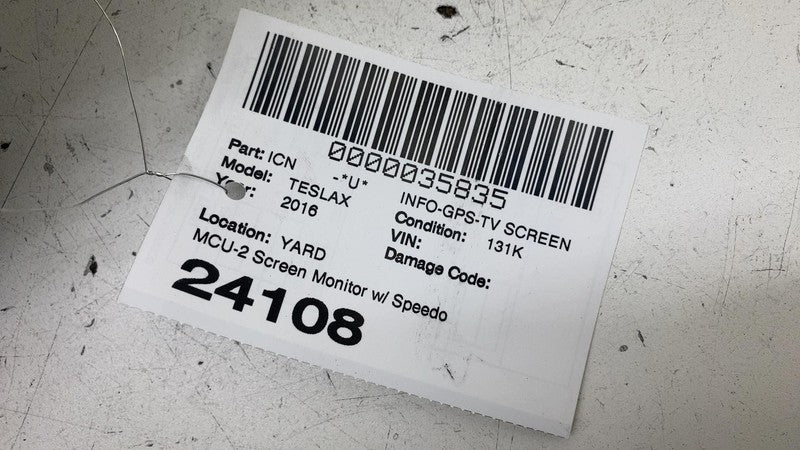 0000035835
Part: ICN -*U* INFO-GPS-TV SCREEN
Model: TESLAX Condition: 131K
Year: 2016 VIN:
Damage Code:
Location: YARD
MCU-2 Screen Monitor w/ Speedo
24108